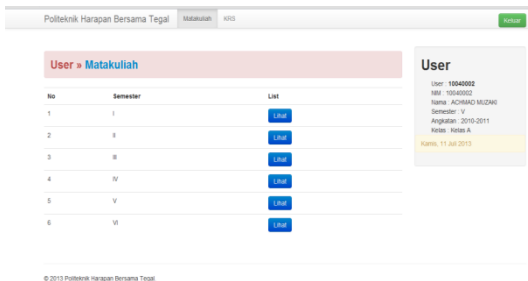 Politeknik Harapan Bersama Tegal Matakuliah KRS Keluar
User » Matakuliah
No Semester List
1 I Lihat
2 II Lihat
3 III Lihat
4 IV Lihat
5 V Lihat
6 VI Lihat
User
User : 10040002
NIM : 10040002
Nama : ACHMAD MUZAKI
Semester : V
Angkatan : 2010-2011
Kelas : Kelas A
Kamis, 11 Juli 2013
© 2013 Politeknik Harapan Bersama Tegal.